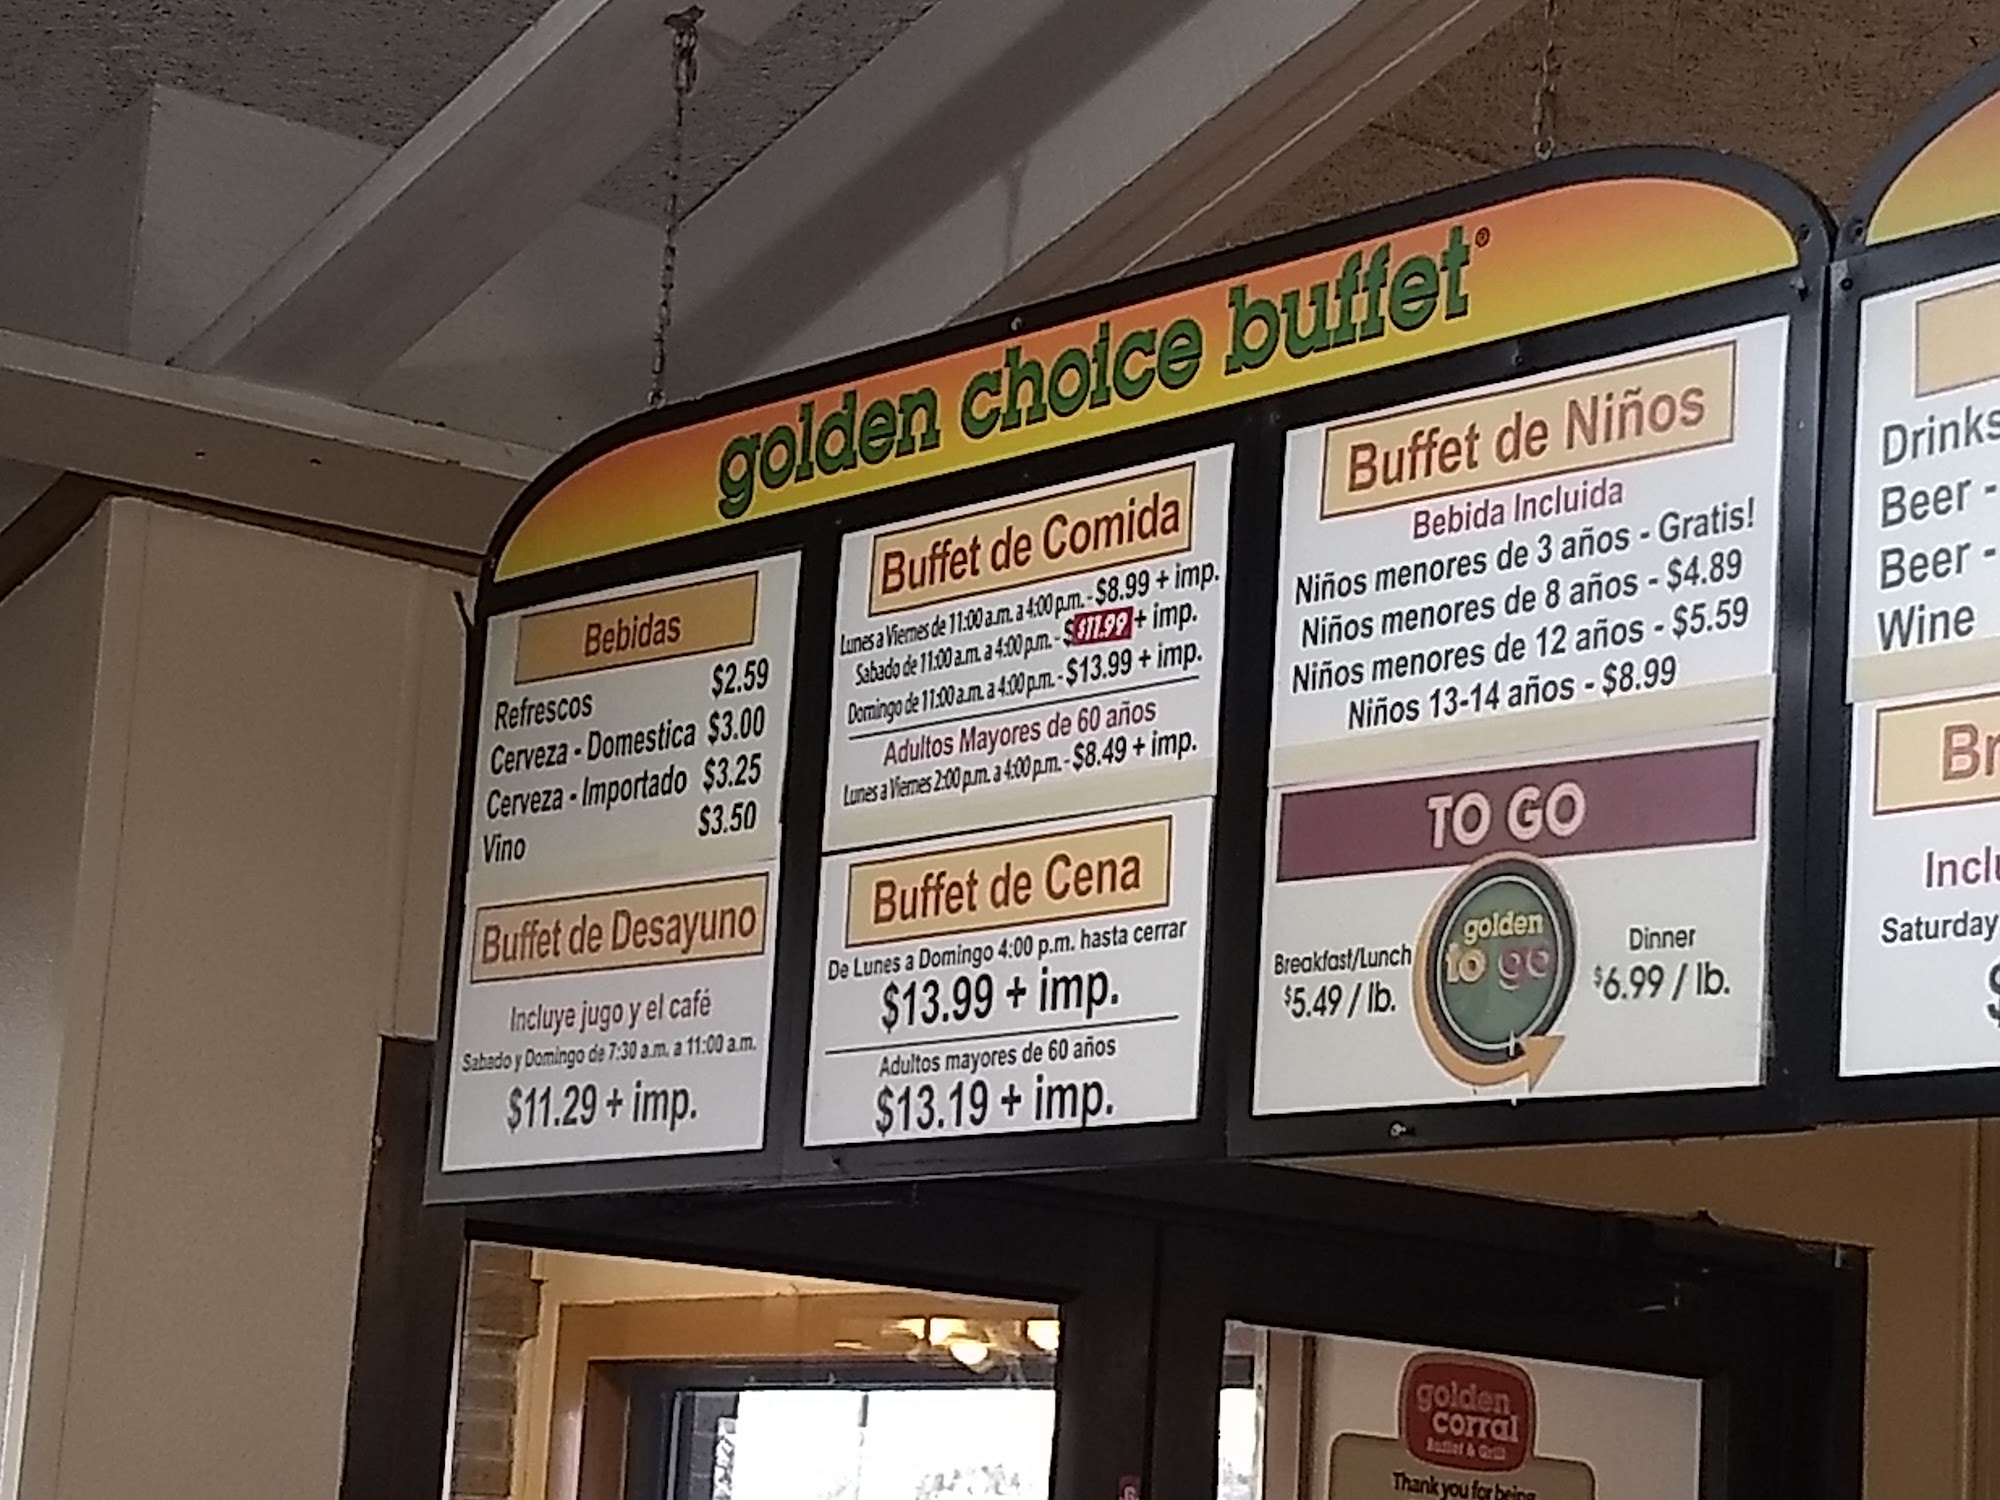 golden choice buffet®
Bebidas
Refrescos $2.59
Cerveza - Domestica $3.00
Cerveza - Importado $3.25
Vino $3.50
Buffet de Desayuno
Incluye jugo y el café
Sabado y Domingo de 7:30 a.m. a 11:00 a.m.
$11.29 + imp.
Buffet de Comida
Lunes a Viernes de 11:00 a.m. a 4:00 p.m. - $8.99 + imp.
Sabado de 11:00 a.m. a 4:00 p.m. - $ $11.99 + imp.
Domingo de 11:00 a.m. a 4:00 p.m. - $13.99 + imp.
Adultos Mayores de 60 años
Lunes a Viernes 2:00 p.m. a 4:00 p.m. - $8.49 + imp.
Buffet de Cena
De Lunes a Domingo 4:00 p.m. hasta cerrar
$13.99 + imp.
Adultos mayores de 60 años
$13.19 + imp.
Buffet de Niños
Bebida Incluida
Niños menores de 3 años - Gratis!
Niños menores de 8 años - $4.89
Niños menores de 12 años - $5.59
Niños 13-14 años - $8.99
TO GO
Breakfast/Lunch
$5.49 / lb.
golden
to go
Dinner
$6.99 / lb.
Drinks
Beer -
Beer -
Wine
Br
Incl
Saturday
$
golden
corral
Buffet & Grill
Thank you for being